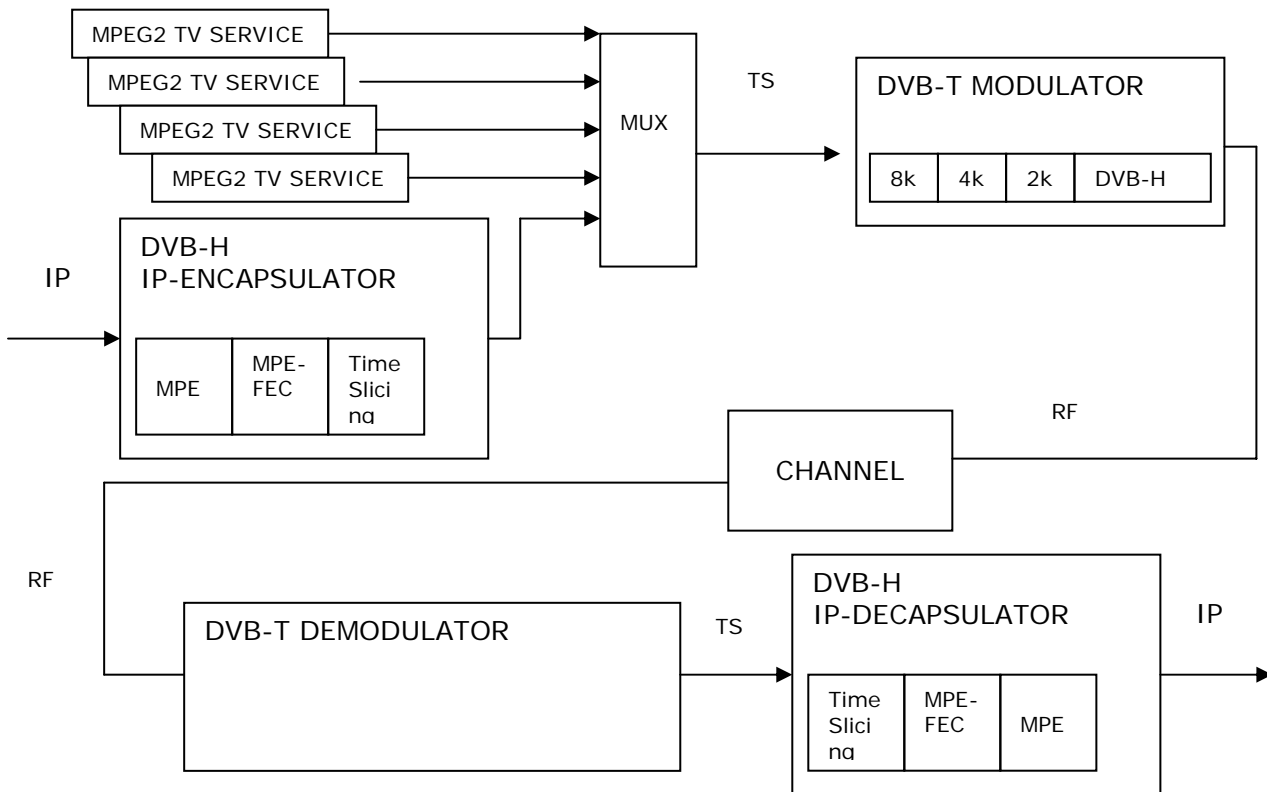 MPEG2 TV SERVICE
MPEG2 TV SERVICE
MPEG2 TV SERVICE
MPEG2 TV SERVICE
MUX
TS
DVB-T MODULATOR
8k
4k
2k
DVB-H
IP
DVB-H
IP-ENCAPSULATOR
MPE
MPE-
FEC
Time
Slici
ng
RF
CHANNEL
RF
DVB-T DEMODULATOR
TS
DVB-H
IP-DECAPSULATOR
Time
Slici
ng
MPE-
FEC
MPE
IP